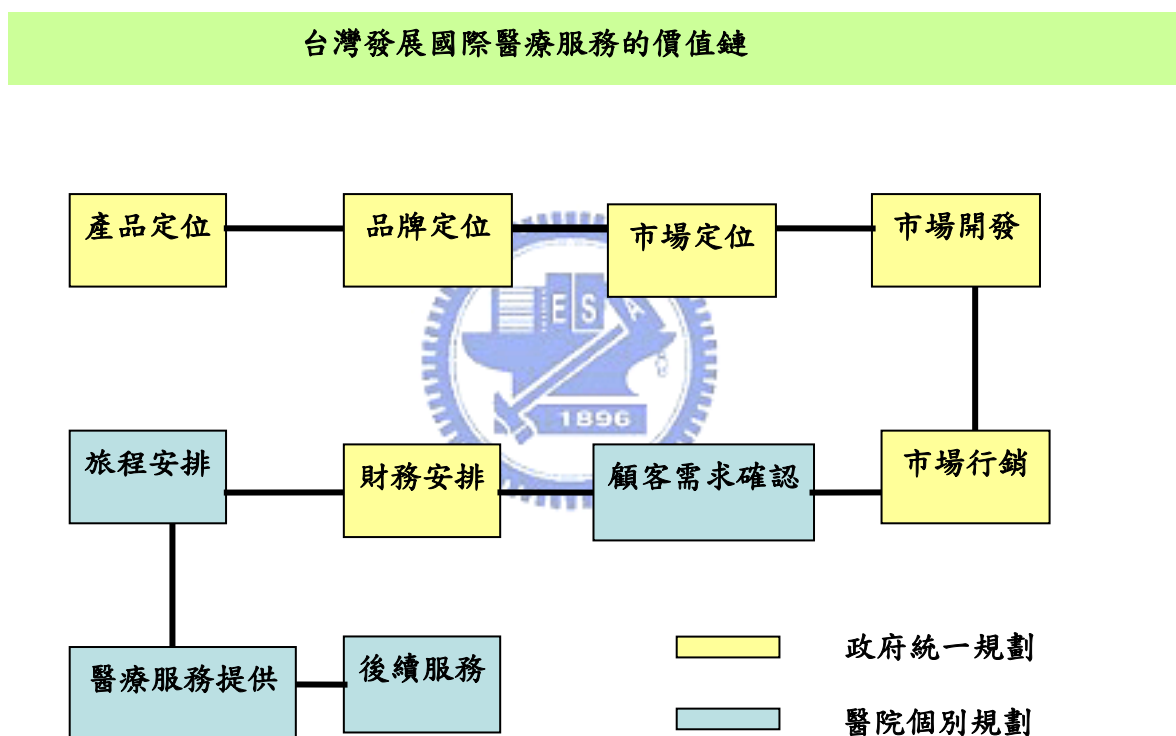 台灣發展國際醫療服務的價值鏈
產品定位
品牌定位
市場定位
市場開發
E S A
1896
旅程安排
財務安排
顧客需求確認
市場行銷
醫療服務提供
後續服務
政府統一規劃
醫院個別規劃